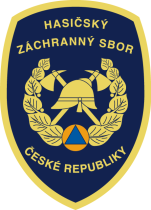 HASIČSKÝ
ZÁCHRANNÝ SBOR
ČESKÉ REPUBLIKY